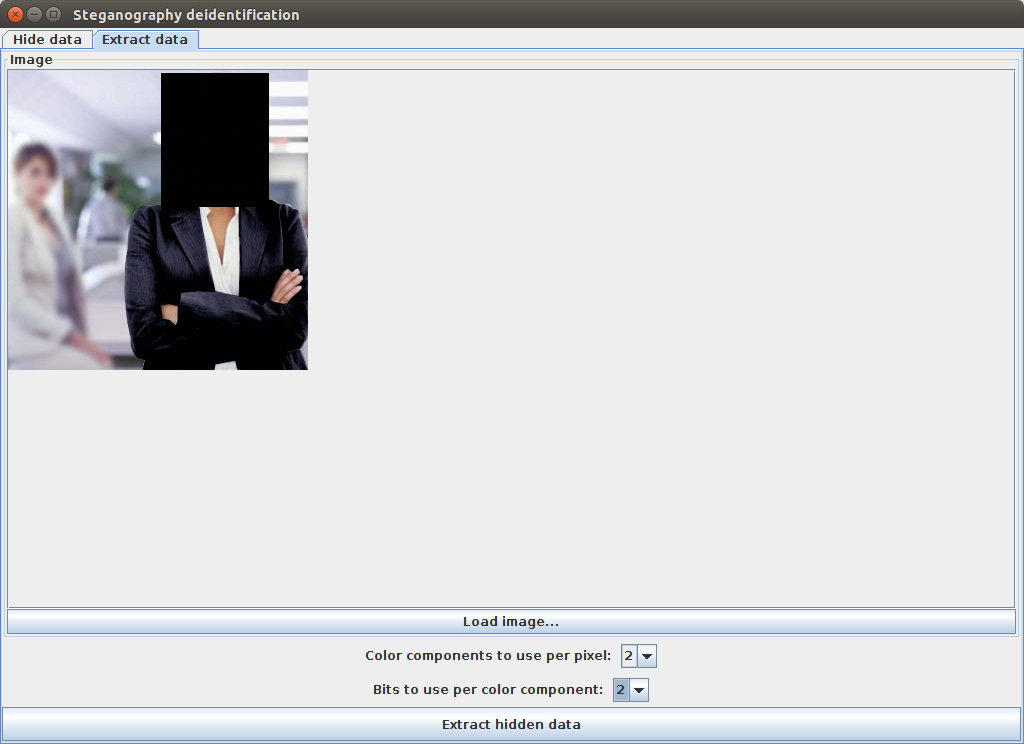 Steganography deidentification
Hide data Extract data
Image
Load image...
Color components to use per pixel: 2
Bits to use per color component: 2
Extract hidden data